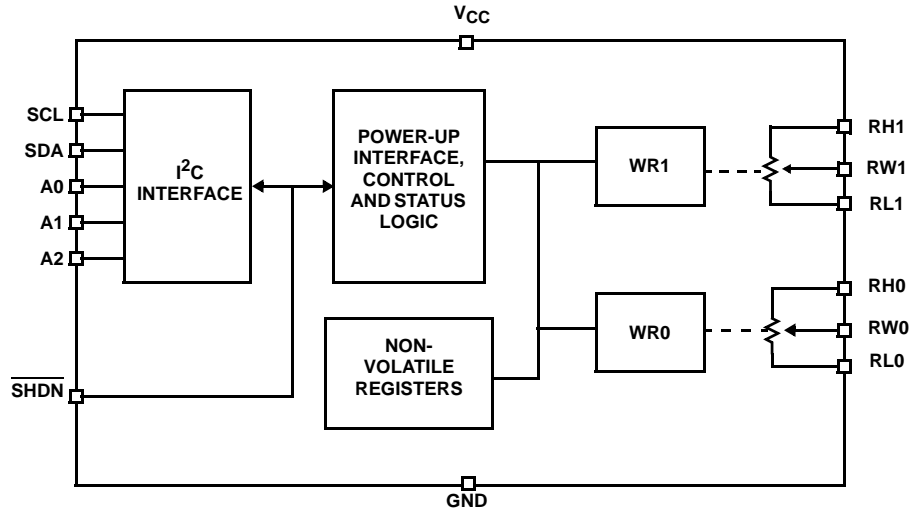 VCC
SCL
SDA
A0
A1
A2
SHDN
I2C
INTERFACE
POWER-UP
INTERFACE,
CONTROL
AND STATUS
LOGIC
NON-
VOLATILE
REGISTERS
WR1
WR0
RH1
RW1
RL1
RH0
RW0
RL0
GND